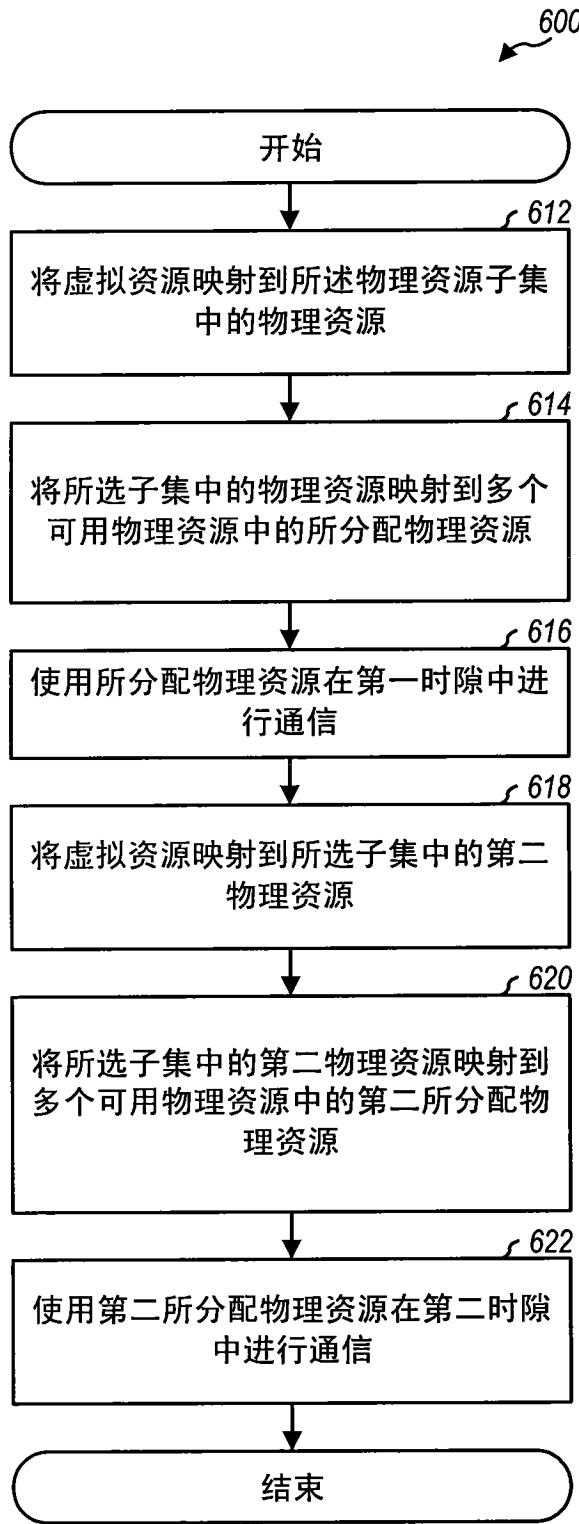 600
开始
612
将虚拟资源映射到所述物理资源子集
中的物理资源
614
将所选子集中的物理资源映射到多个
可用物理资源中的所分配物理资源
616
使用所分配物理资源在第一时隙中进
行通信
618
将虚拟资源映射到所选子集中的第二
物理资源
620
将所选子集中的第二物理资源映射到
多个可用物理资源中的第二所分配物
理资源
622
使用第二所分配物理资源在第二时隙
中进行通信
结束